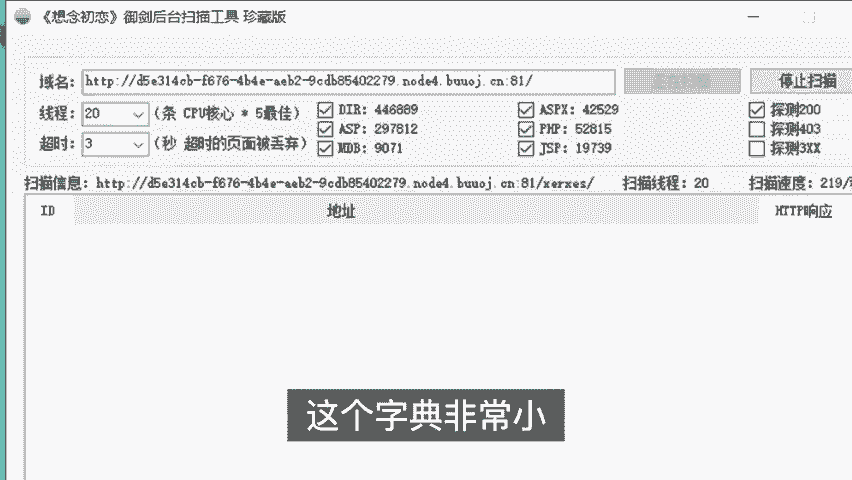 《想念初恋》御剑后台扫描工具 珍藏版
域名: http://d5e314cb-f676-4b4e-aeb2-9cdb85402279.node4.buuoj.cn:81/ 停止扫描
线程: 20 (条 CPU核心 * 5最佳) DIR: 446889 ASPX: 42529 探测200
ASP: 297812 PHP: 52815 探测403
超时: 3 (秒 超时的页面被丢弃) MDB: 9071 JSP: 19739 探测3XX
扫描信息: http://d5e314cb-f676-4b4e-aeb2-9cdb85402279.node4.buuoj.cn:81/xerxes/ 扫描线程: 20 扫描速度: 219/
ID 地址 HTTP响应
这个字典非常小